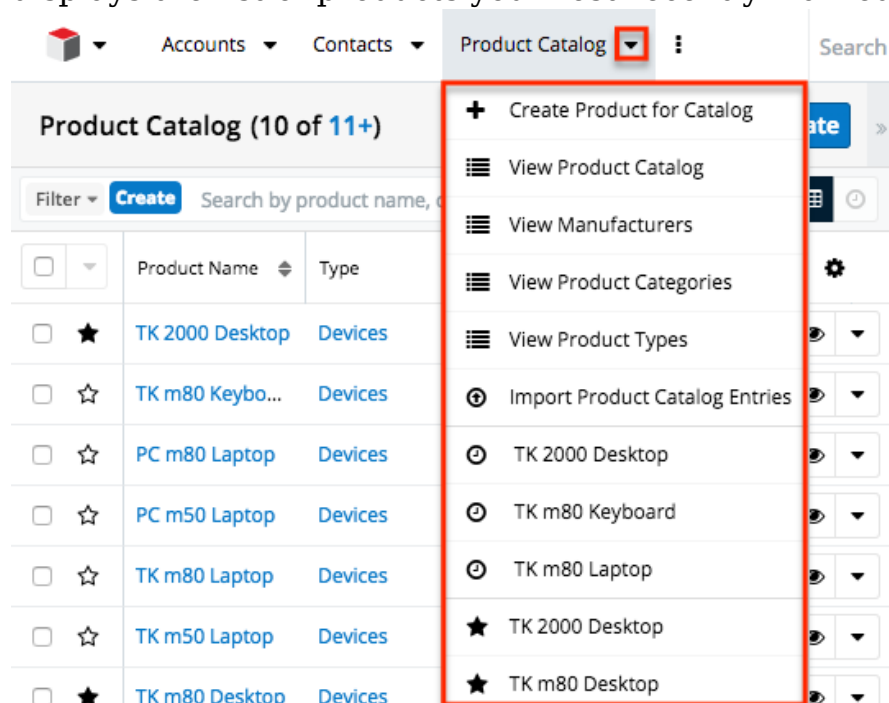 Accounts Contacts Product Catalog Search
Product Catalog (10 of 11+)
Filter Create Search by product name,
Product Name Type
TK 2000 Desktop Devices
TK m80 Keybo... Devices
PC m80 Laptop Devices
PC m50 Laptop Devices
TK m80 Laptop Devices
TK m50 Laptop Devices
TK m80 Desktop Devices
Create Product for Catalog
View Product Catalog
View Manufacturers
View Product Categories
View Product Types
Import Product Catalog Entries
TK 2000 Desktop
TK m80 Keyboard
TK m80 Laptop
TK 2000 Desktop
TK m80 Desktop